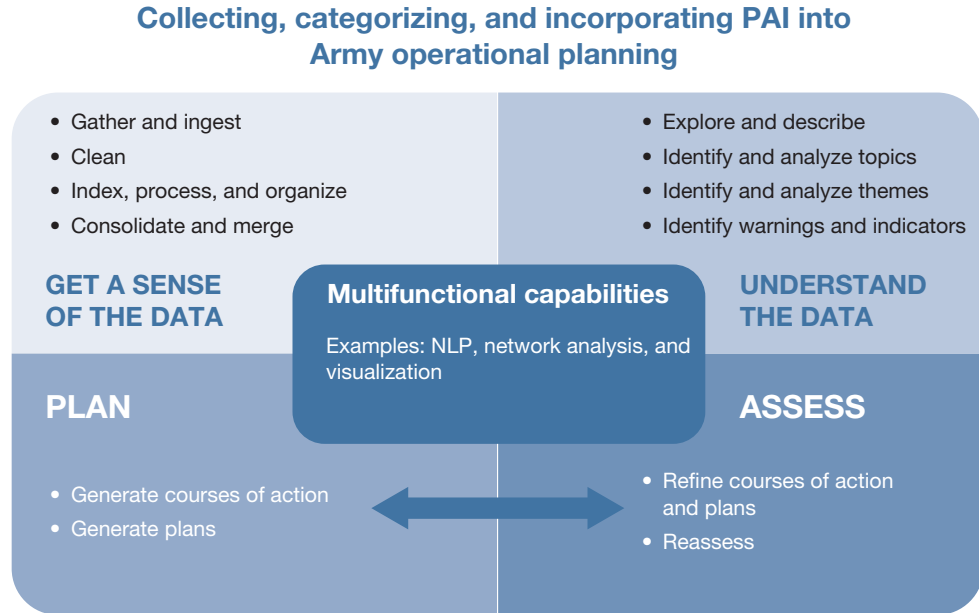 Collecting, categorizing, and incorporating PAI into
Army operational planning
• Gather and ingest
• Clean
• Index, process, and organize
• Consolidate and merge
GET A SENSE
OF THE DATA
• Explore and describe
• Identify and analyze topics
• Identify and analyze themes
• Identify warnings and indicators
UNDERSTAND
THE DATA
Multifunctional capabilities
Examples: NLP, network analysis, and
visualization
PLAN
• Generate courses of action
• Generate plans
ASSESS
• Refine courses of action
and plans
• Reassess